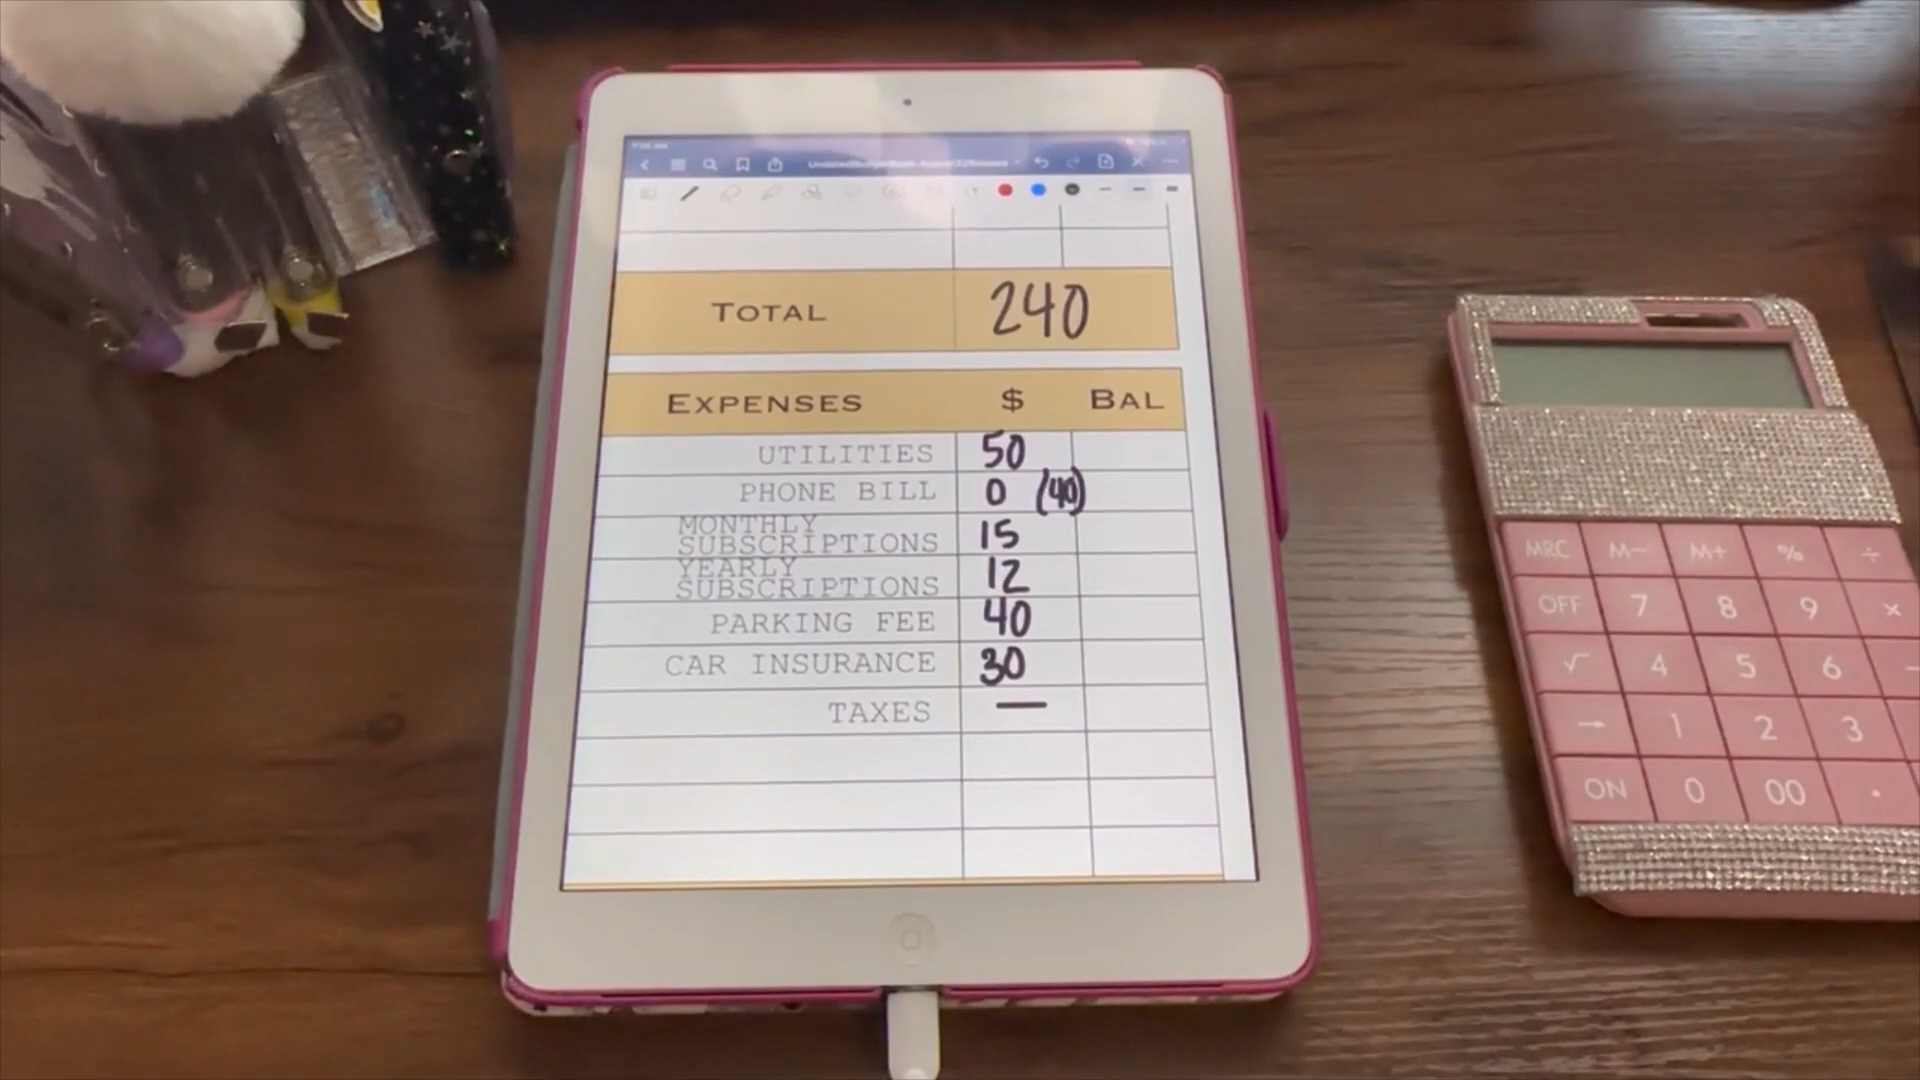 TOTAL 240
EXPENSES $ BAL
UTILITIES 50
PHONE BILL 0 (40)
MONTHLY SUBSCRIPTIONS 15
YEARLY SUBSCRIPTIONS 12
PARKING FEE 40
CAR INSURANCE 30
TAXES —
MRC M− M+ % ÷
OFF 7 8 9 ×
√ 4 5 6 −
→ 1 2 3
ON 0 00 .